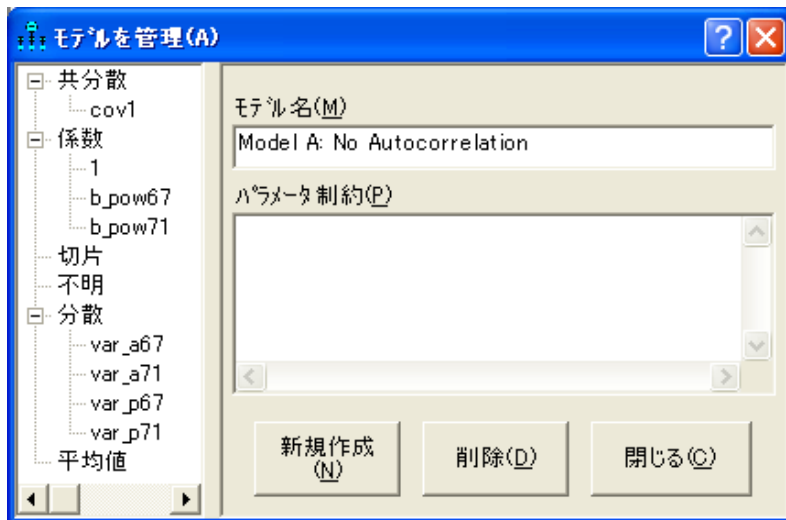 モデルを管理(A)
共分散
cov1
係数
1
b_pow67
b_pow71
切片
不明
分散
var_a67
var_a71
var_p67
var_p71
平均値
モデル名(M)
Model A: No Autocorrelation
パラメータ制約(P)
新規作成
(N)
削除(D)
閉じる(C)